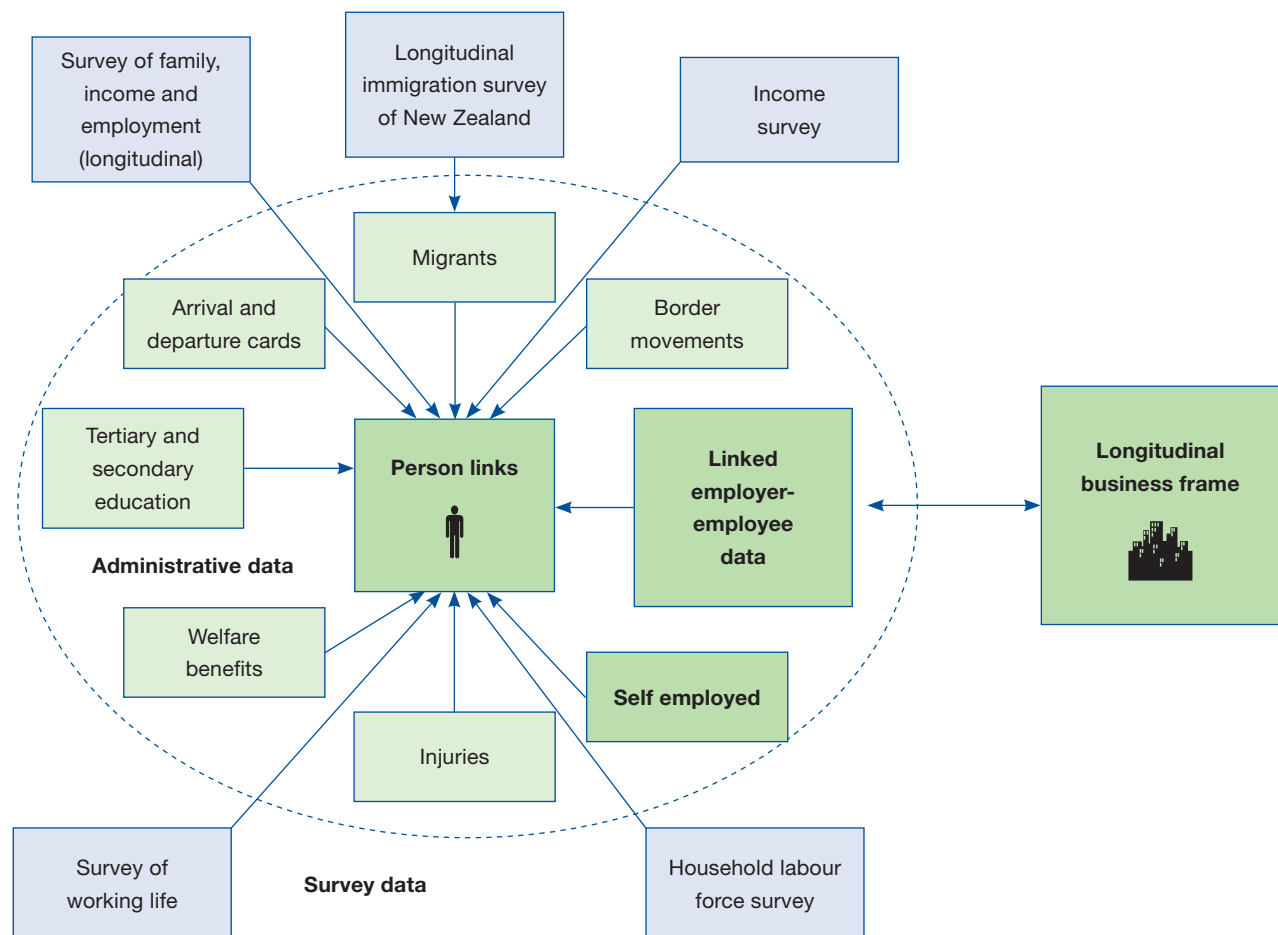 Survey of family,
income and
employment
(longitudinal)
Longitudinal
immigration survey
of New Zealand
Income
survey
Migrants
Arrival and
departure cards
Border
movements
Tertiary and
secondary
education
Person links
Linked
employer-
employee
data
Longitudinal
business frame
Administrative data
Welfare
benefits
Self employed
Injuries
Survey of
working life
Survey data
Household labour
force survey